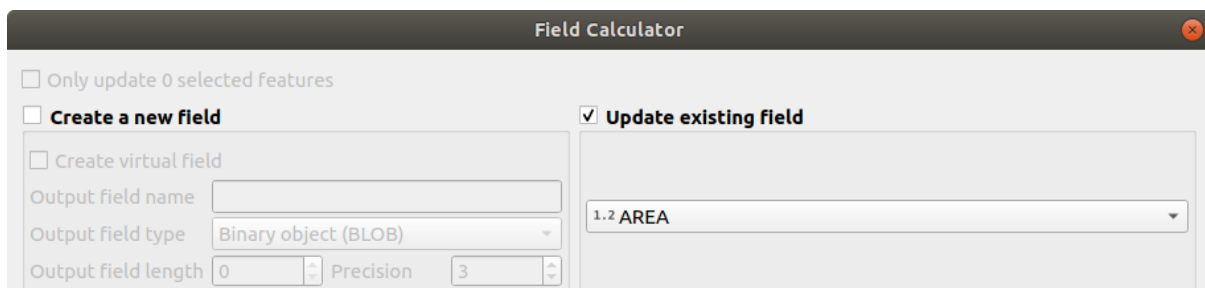 Field Calculator
Only update 0 selected features
Create a new field
Update existing field
Create virtual field
Output field name
1.2 AREA
Output field type Binary object (BLOB)
Output field length 0 Precision 3